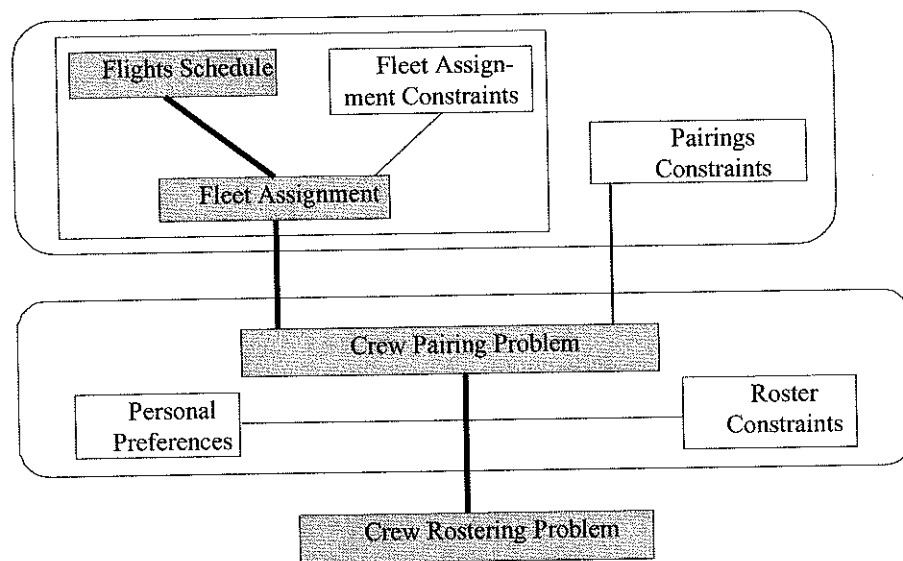 Flights Schedule
Fleet Assign-
ment Constraints
Pairings
Constraints
Fleet Assignment
Crew Pairing Problem
Personal
Preferences
Roster
Constraints
Crew Rostering Problem